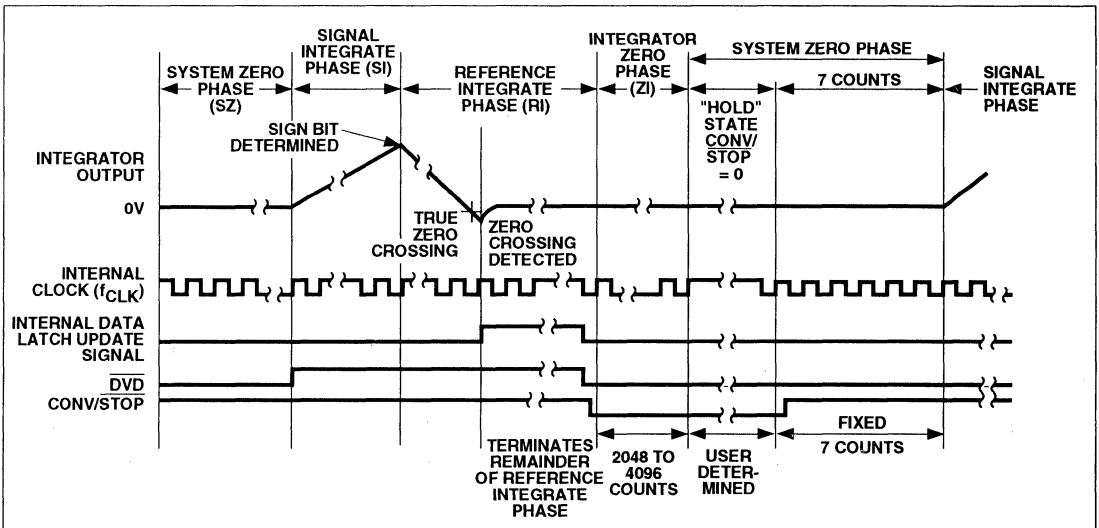 SYSTEM ZERO
PHASE
(SZ)
SIGNAL
INTEGRATE
PHASE (SI)
REFERENCE
INTEGRATE
PHASE (RI)
INTEGRATOR
ZERO
PHASE
(ZI)
SYSTEM ZERO PHASE
7 COUNTS
SIGNAL
INTEGRATE
PHASE
"HOLD"
STATE
CONV/
STOP
= 0
SIGN BIT
DETERMINED
INTEGRATOR
OUTPUT
0V
TRUE
ZERO
CROSSING
ZERO
CROSSING
DETECTED
INTERNAL
CLOCK (fCLK)
INTERNAL DATA
LATCH UPDATE
SIGNAL
DVD
CONV/STOP
TERMINATES
REMAINDER
OF REFERENCE
INTEGRATE
PHASE
2048 TO
4096
COUNTS
USER
DETER-
MINED
FIXED
7 COUNTS